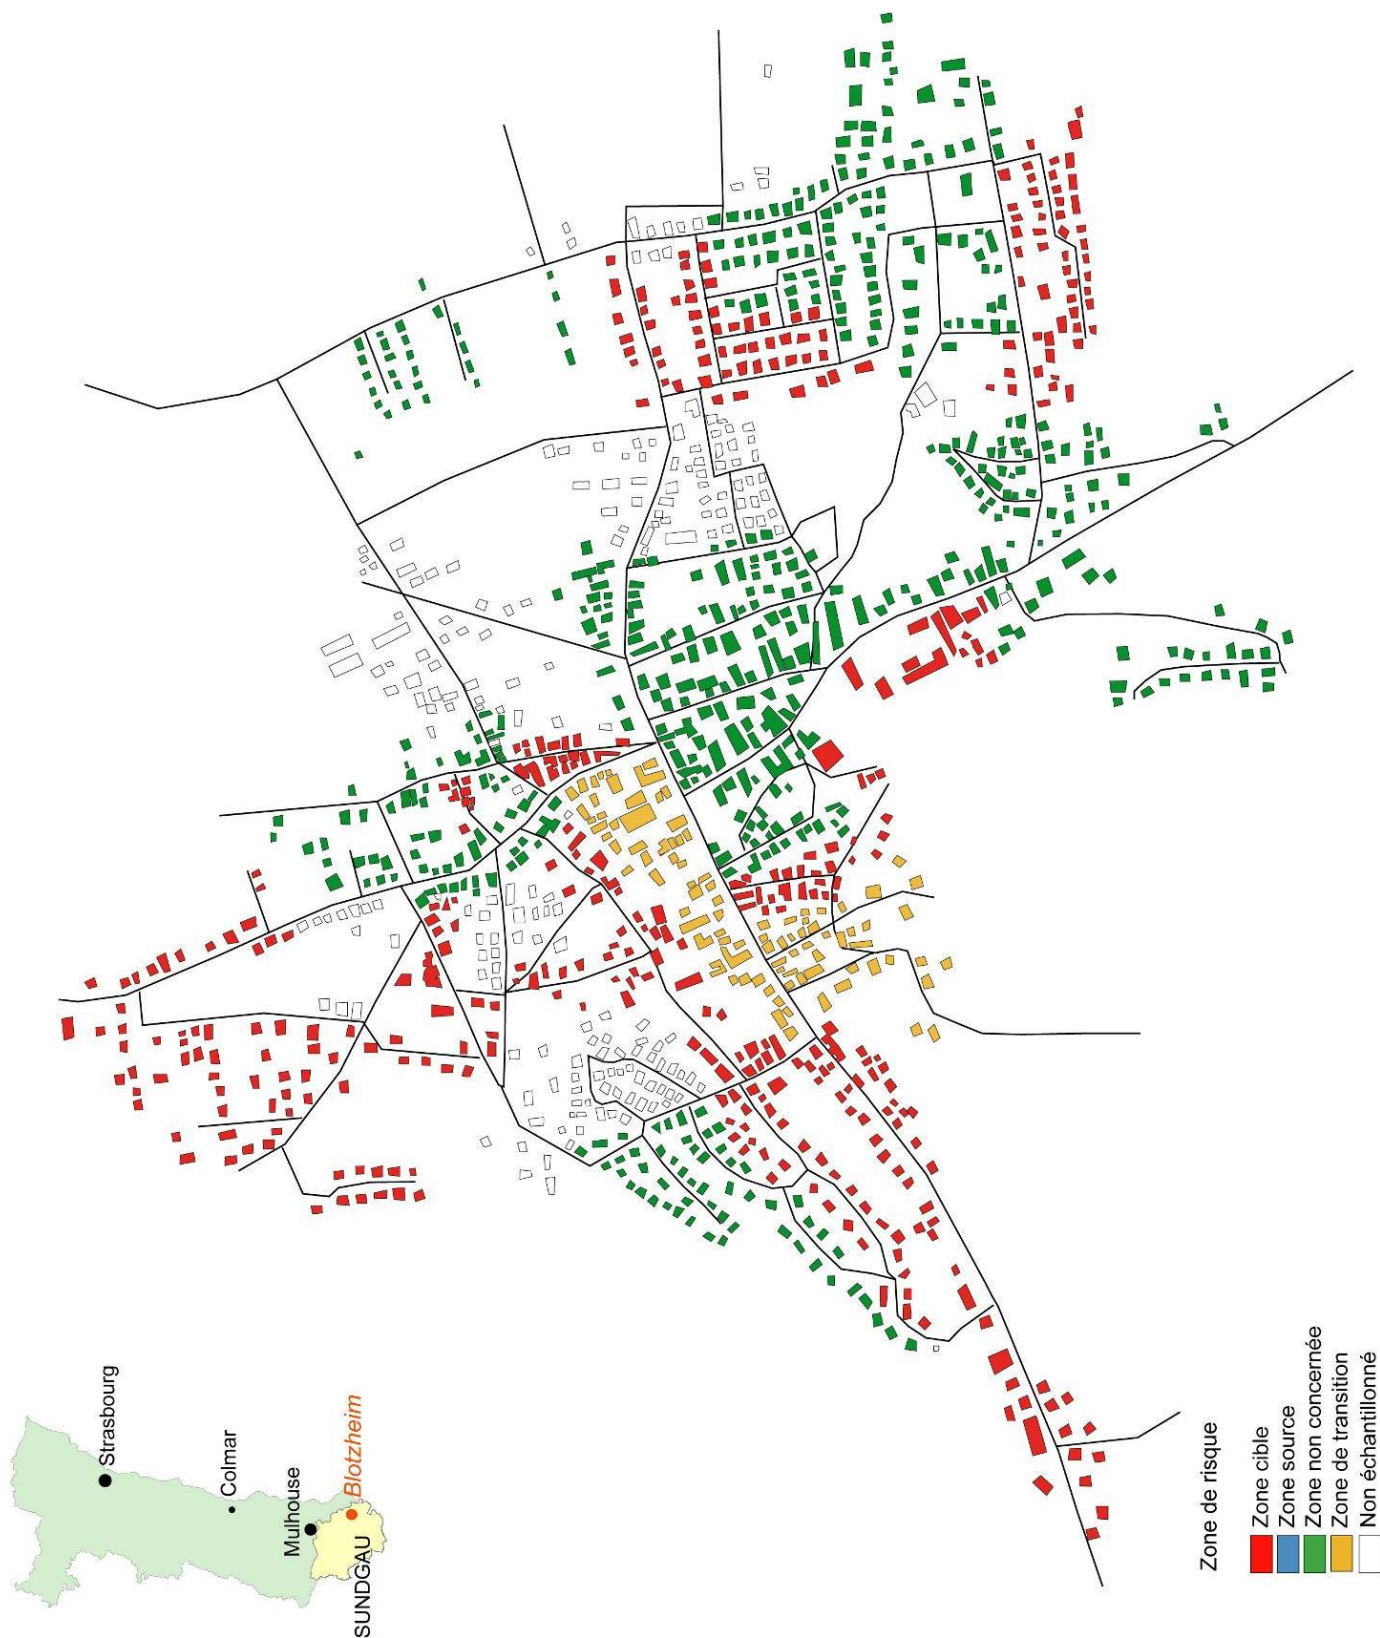 Strasbourg
Colmar
Mulhouse
Blotzheim
SUNDGAU
Zone de risque
Zone cible
Zone source
Zone non concernée
Zone de transition
Non échantillonné